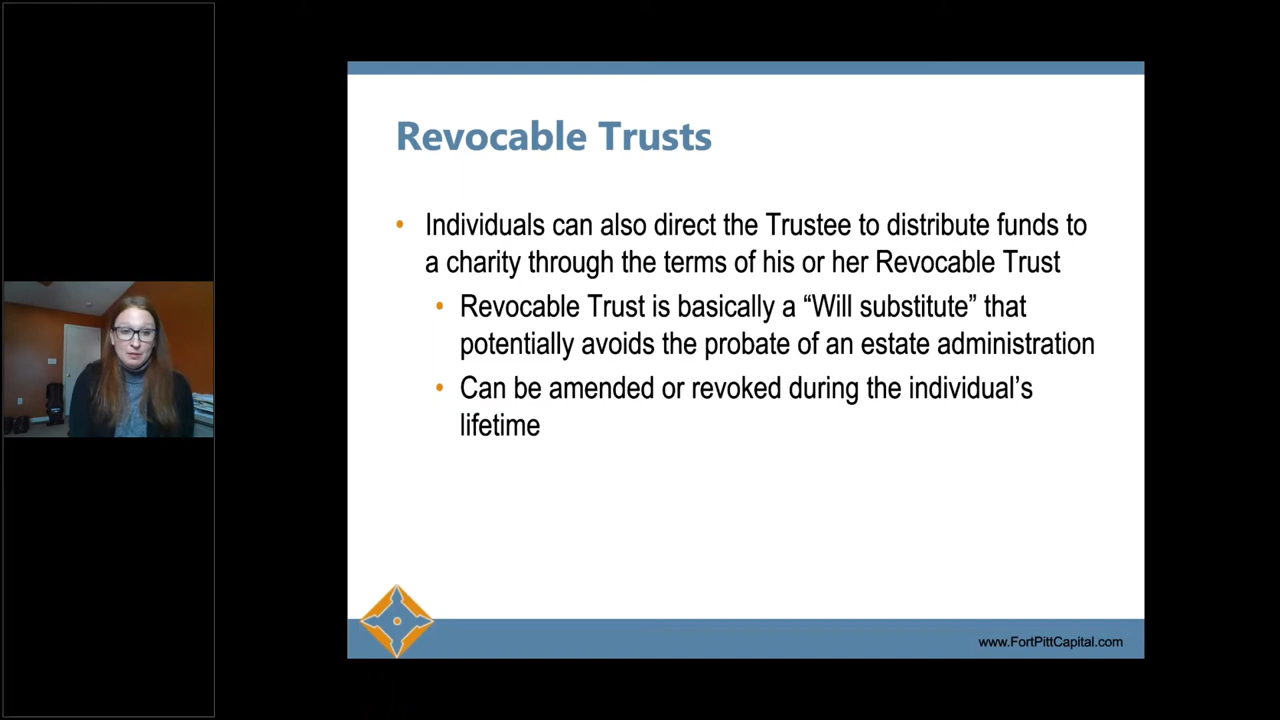 Revocable Trusts
• Individuals can also direct the Trustee to distribute funds to
a charity through the terms of his or her Revocable Trust
• Revocable Trust is basically a “Will substitute” that
potentially avoids the probate of an estate administration
• Can be amended or revoked during the individual’s
lifetime
www.FortPittCapital.com